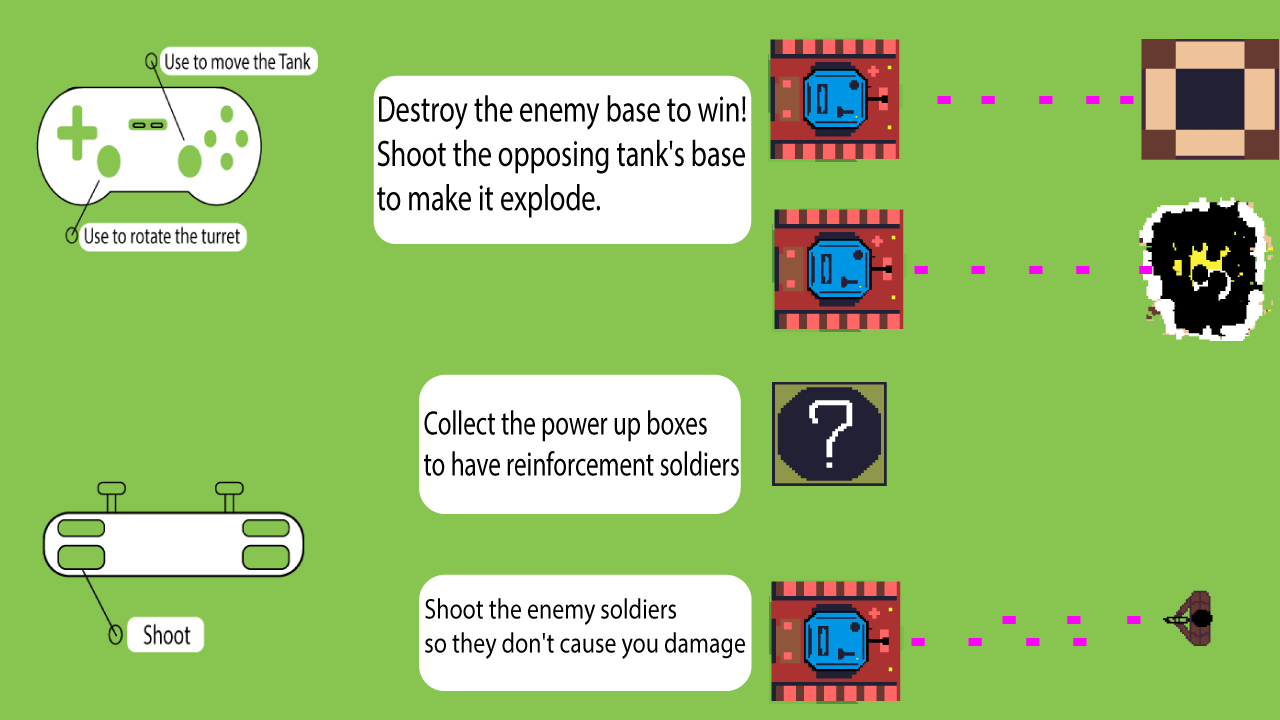 Use to move the Tank
Use to rotate the turret
Destroy the enemy base to win!
Shoot the opposing tank's base
to make it explode.
Collect the power up boxes
to have reinforcement soldiers
?
Shoot
Shoot the enemy soldiers
so they don't cause you damage